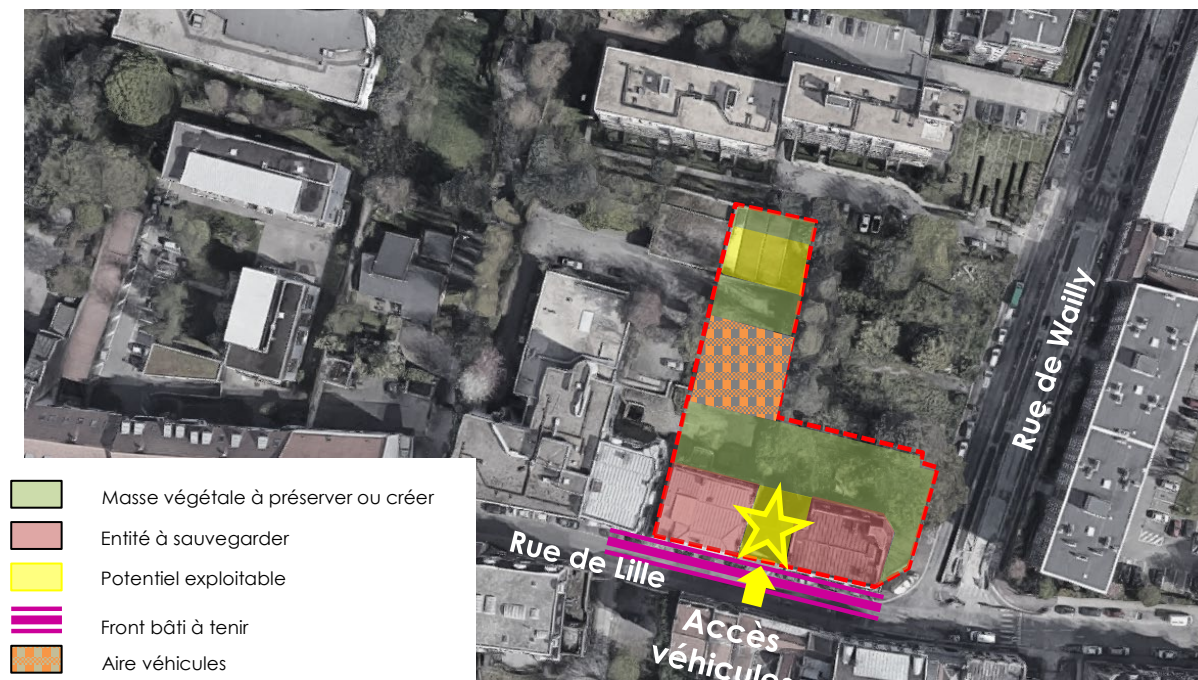 Rue de Wailly
Rue de Lille
Accès
véhicules
Masse végétale à préserver ou créer
Entité à sauvegarder
Potentiel exploitable
Front bâti à tenir
Aire véhicules